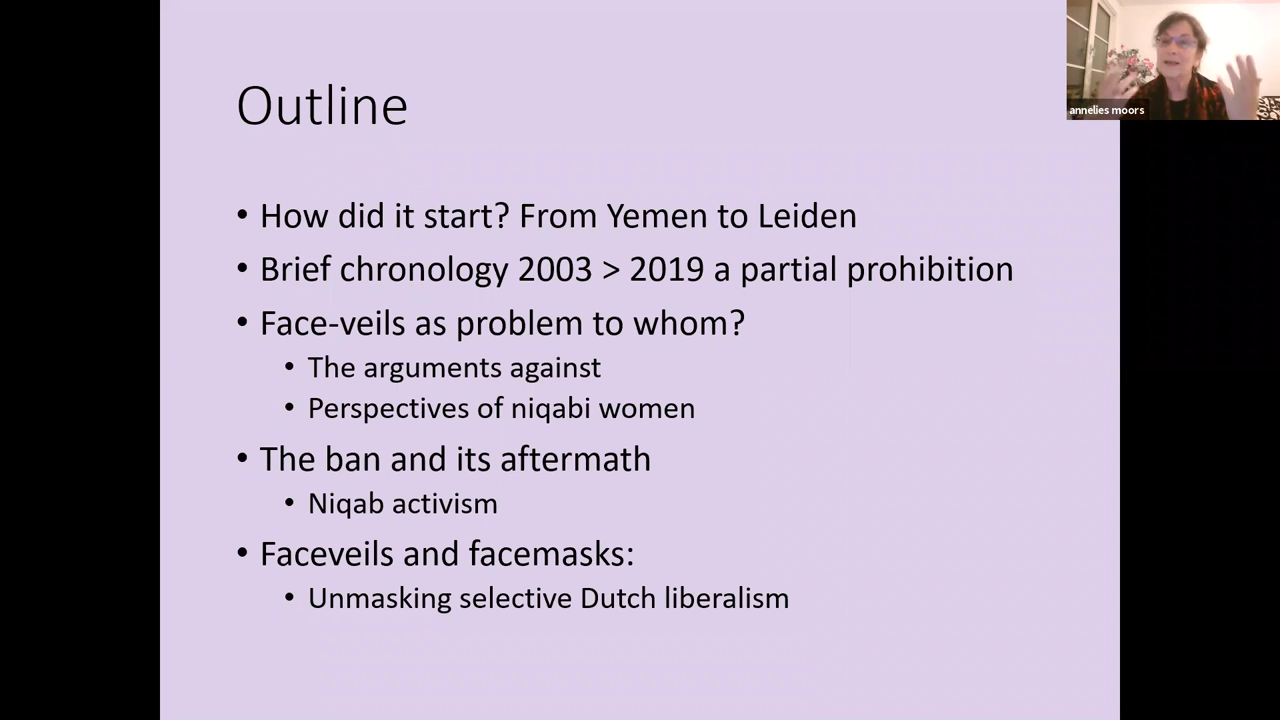 Outline
annelies moors
• How did it start? From Yemen to Leiden
• Brief chronology 2003 > 2019 a partial prohibition
• Face-veils as problem to whom?
• The arguments against
• Perspectives of niqabi women
• The ban and its aftermath
• Niqab activism
• Faceveils and facemasks:
• Unmasking selective Dutch liberalism